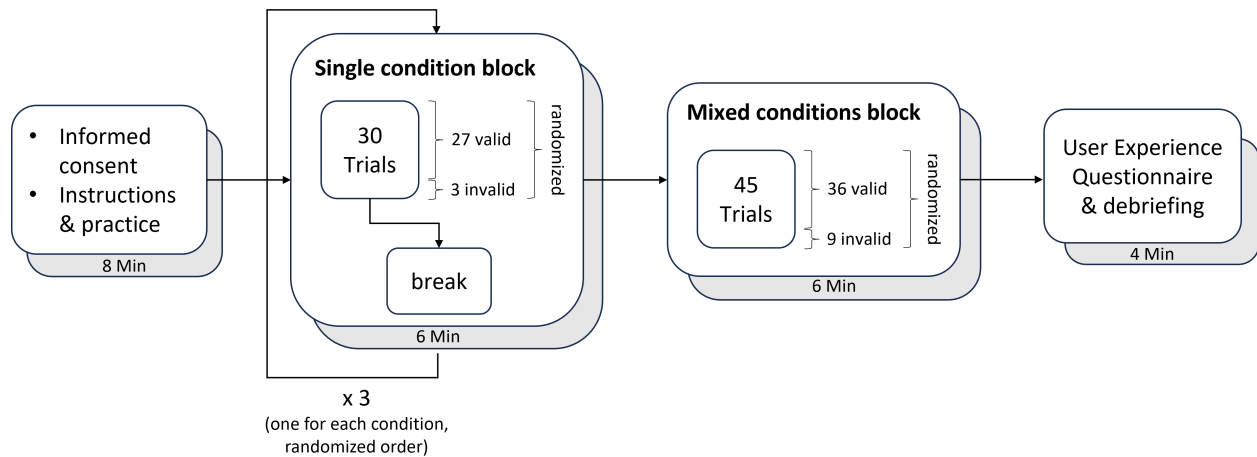 • Informed
consent
• Instructions
& practice
8 Min
Single condition block
30
Trials
27 valid
3 invalid
randomized
break
6 Min
x 3
(one for each condition,
randomized order)
Mixed conditions block
45
Trials
36 valid
9 invalid
randomized
6 Min
User Experience
Questionnaire
& debriefing
4 Min